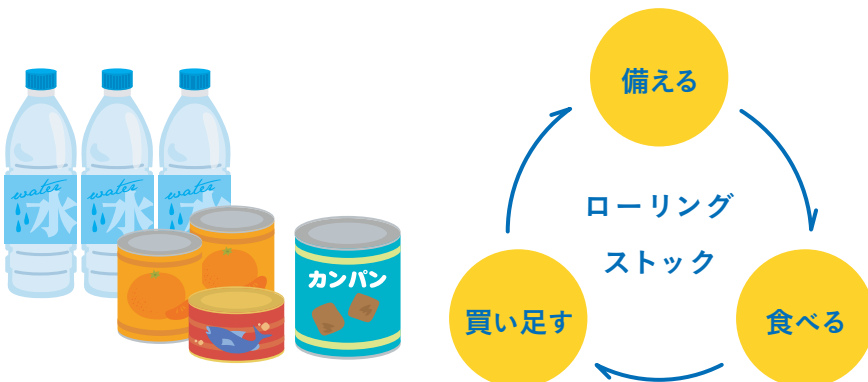 water
水
water
水
water
水
カンパン
備える
ローリング
ストック
買い足す
食べる